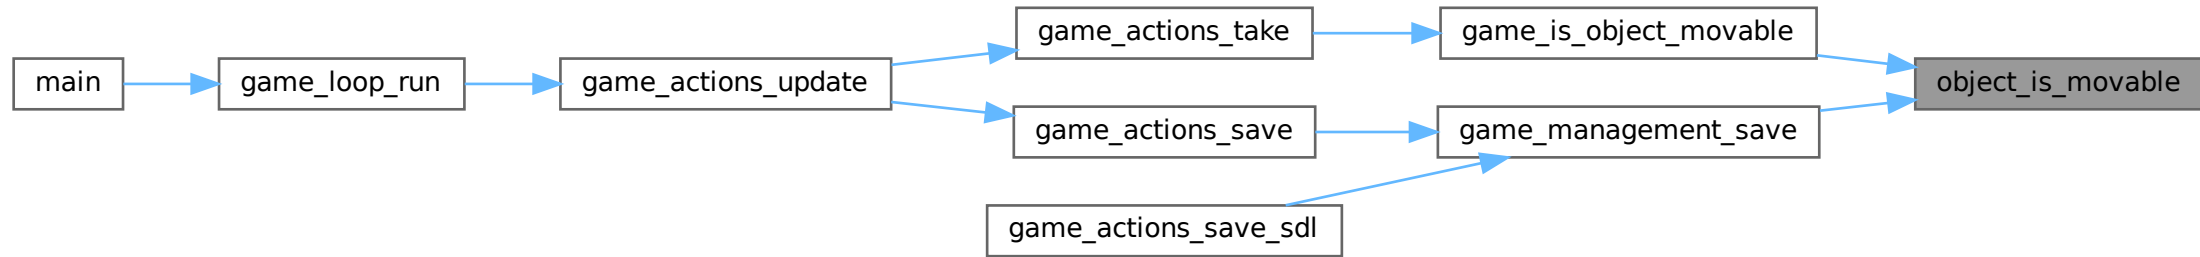 main
game_loop_run
game_actions_update
game_actions_take
game_is_object_movable
object_is_movable
game_actions_save
game_management_save
game_actions_save_sdl